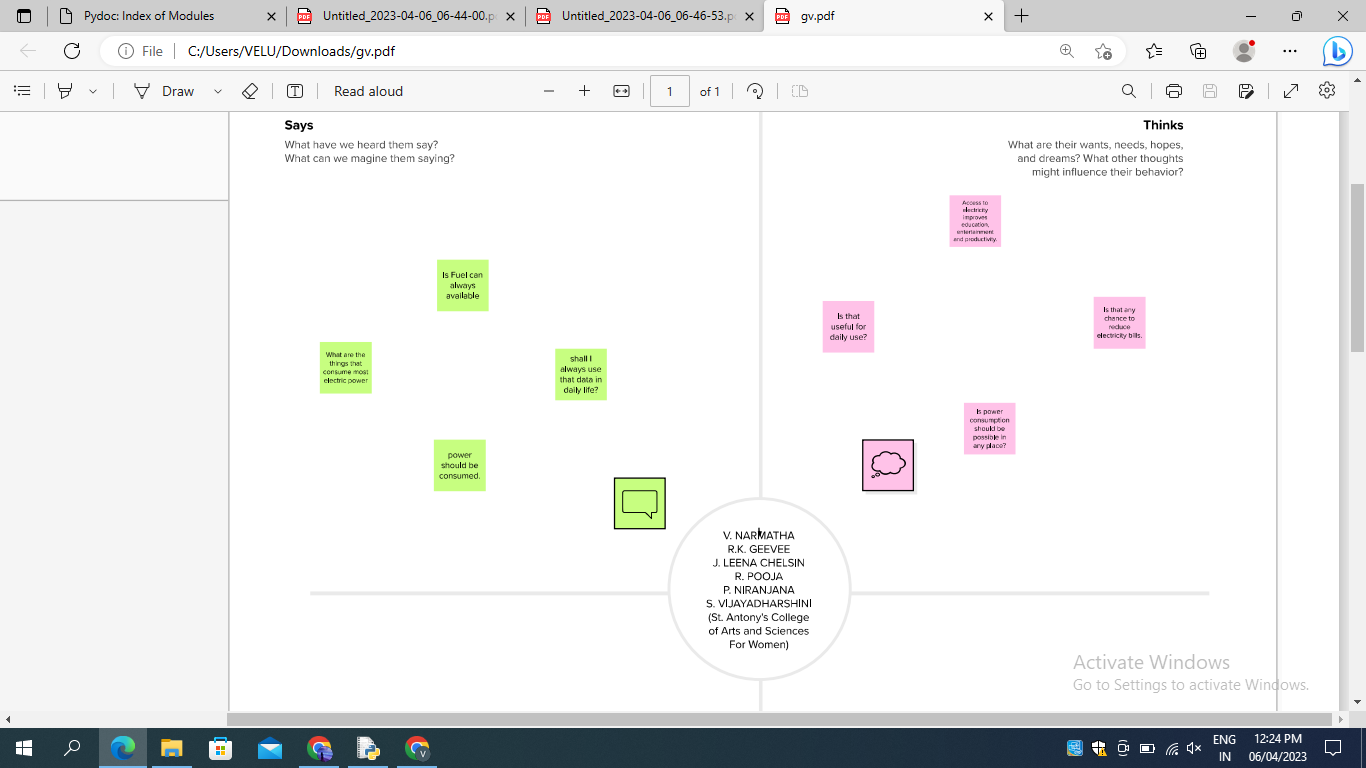 Pydoc: Index of Modules
Untitled_2023-04-06_06-44-00.p
Untitled_2023-04-06_06-46-53.p
gv.pdf
File
C:/Users/VELU/Downloads/gv.pdf
Draw
Read aloud
1
of 1
Says
What have we heard them say?
What can we magine them saying?
Thinks
What are their wants, needs, hopes,
and dreams? What other thoughts
might influence their behavior?
Access to
electricity
improves
education,
entertainment
and productivity.
Is Fuel can
always
available
Is that
useful for
daily use?
Is that any
chance to
reduce
electricity bills.
What are the
things that
consume most
electric power
shall I
always use
that data in
daily life?
Is power
consumption
should be
possible in
any place?
power
should be
consumed.
V. NARMATHA
R.K. GEEVEE
J. LEENA CHELSIN
R. POOJA
P. NIRANJANA
S. VIJAYADHARSHINI
(St. Antony's College
of Arts and Sciences
For Women)
Activate Windows
Go to Settings to activate Windows.
ENG
IN
12:24 PM
06/04/2023